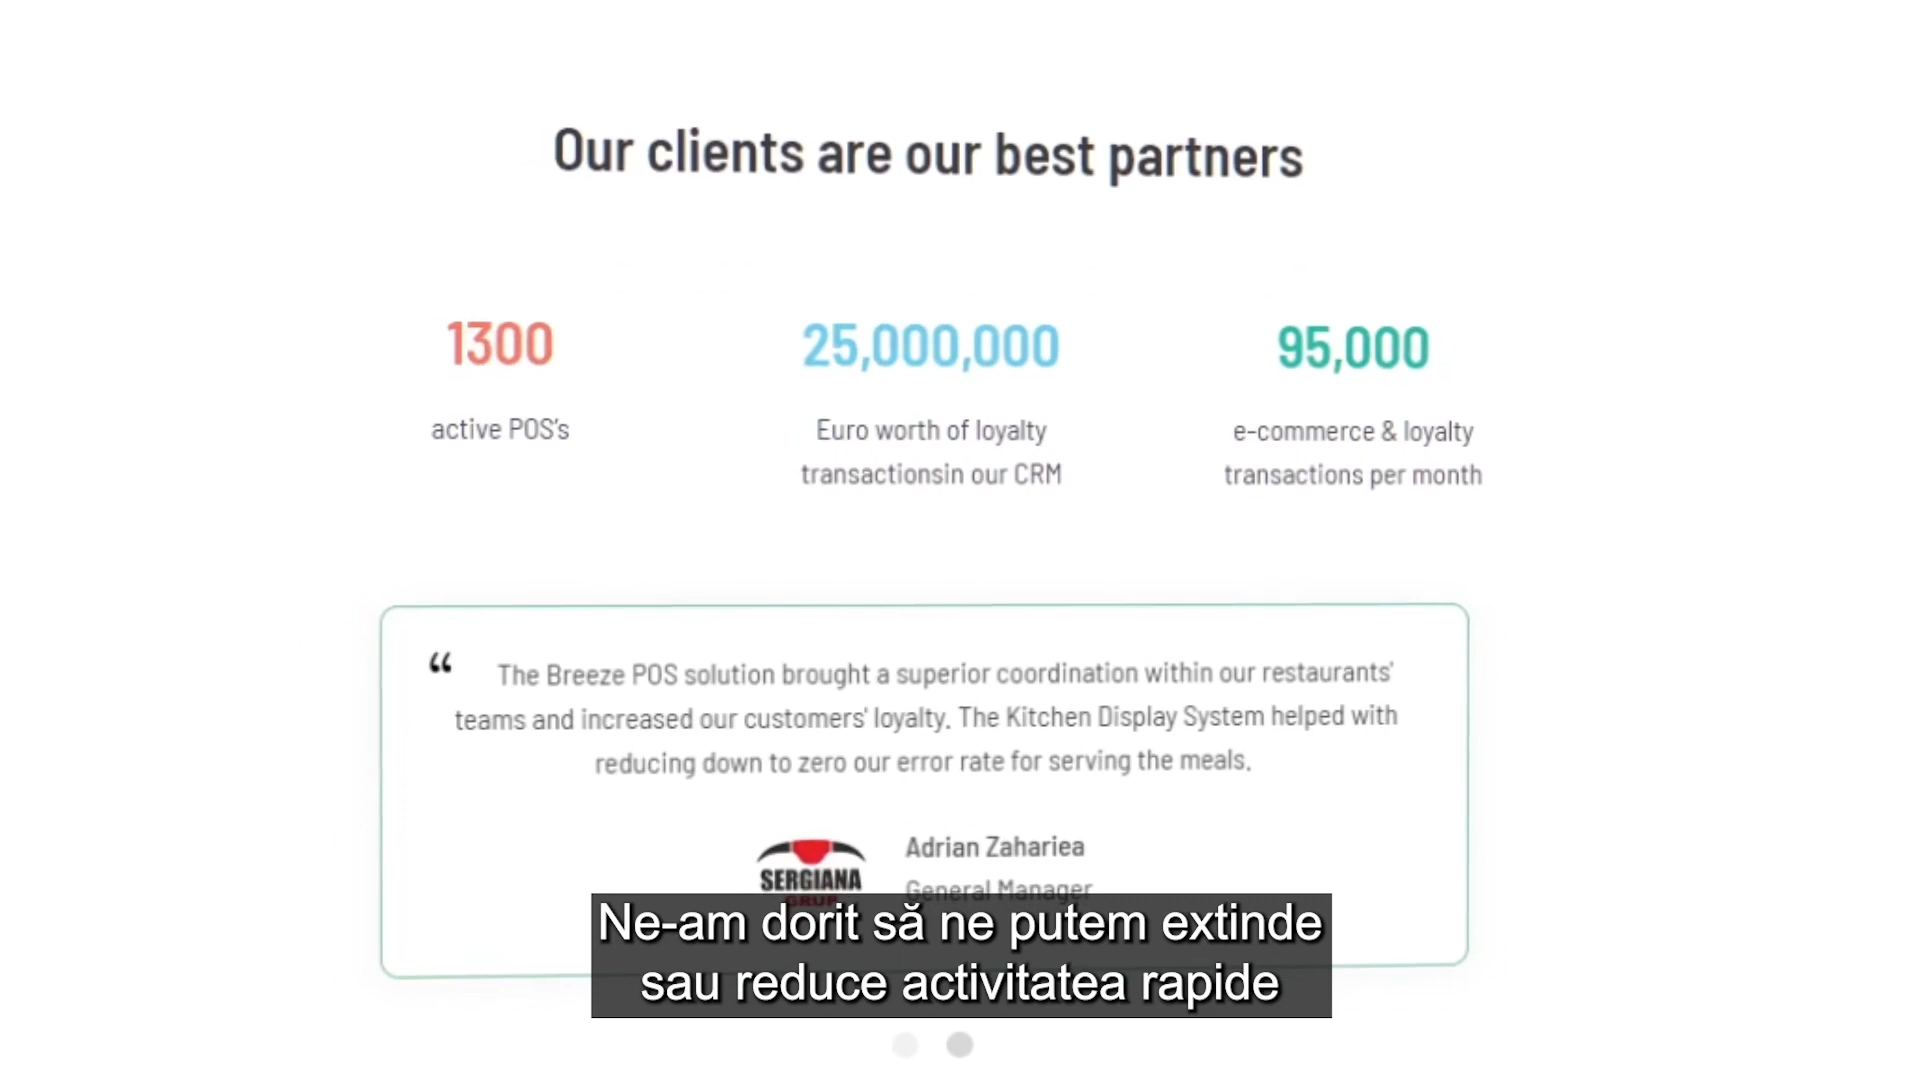 Our clients are our best partners
1300
active POS's
25,000,000
Euro worth of loyalty
transactionsin our CRM
95,000
e-commerce & loyalty
transactions per month
“ The Breeze POS solution brought a superior coordination within our restaurants'
teams and increased our customers' loyalty. The Kitchen Display System helped with
reducing down to zero our error rate for serving the meals.
SERGIANA
GRUP
Adrian Zahariea
General Manager
Ne-am dorit să ne putem extinde
sau reduce activitatea rapide